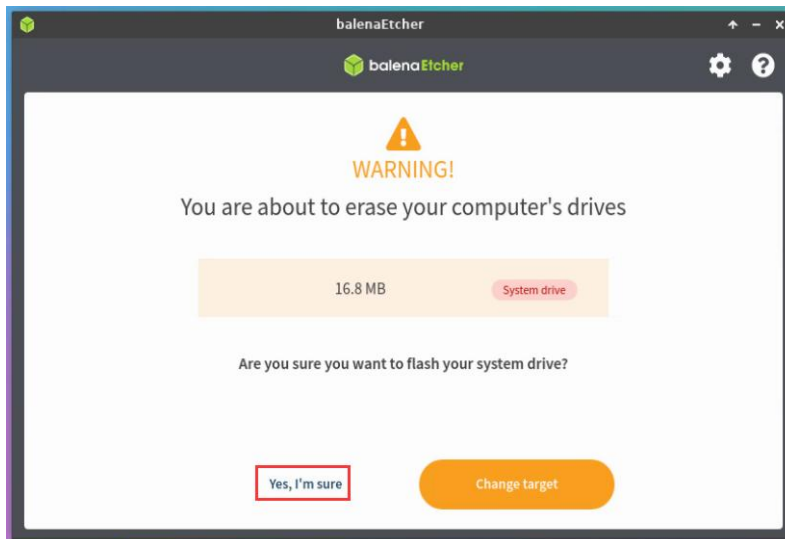 balenaEtcher
balenaEtcher
WARNING!
You are about to erase your computer's drives
16.8 MB System drive
Are you sure you want to flash your system drive?
Yes, I'm sure Change target